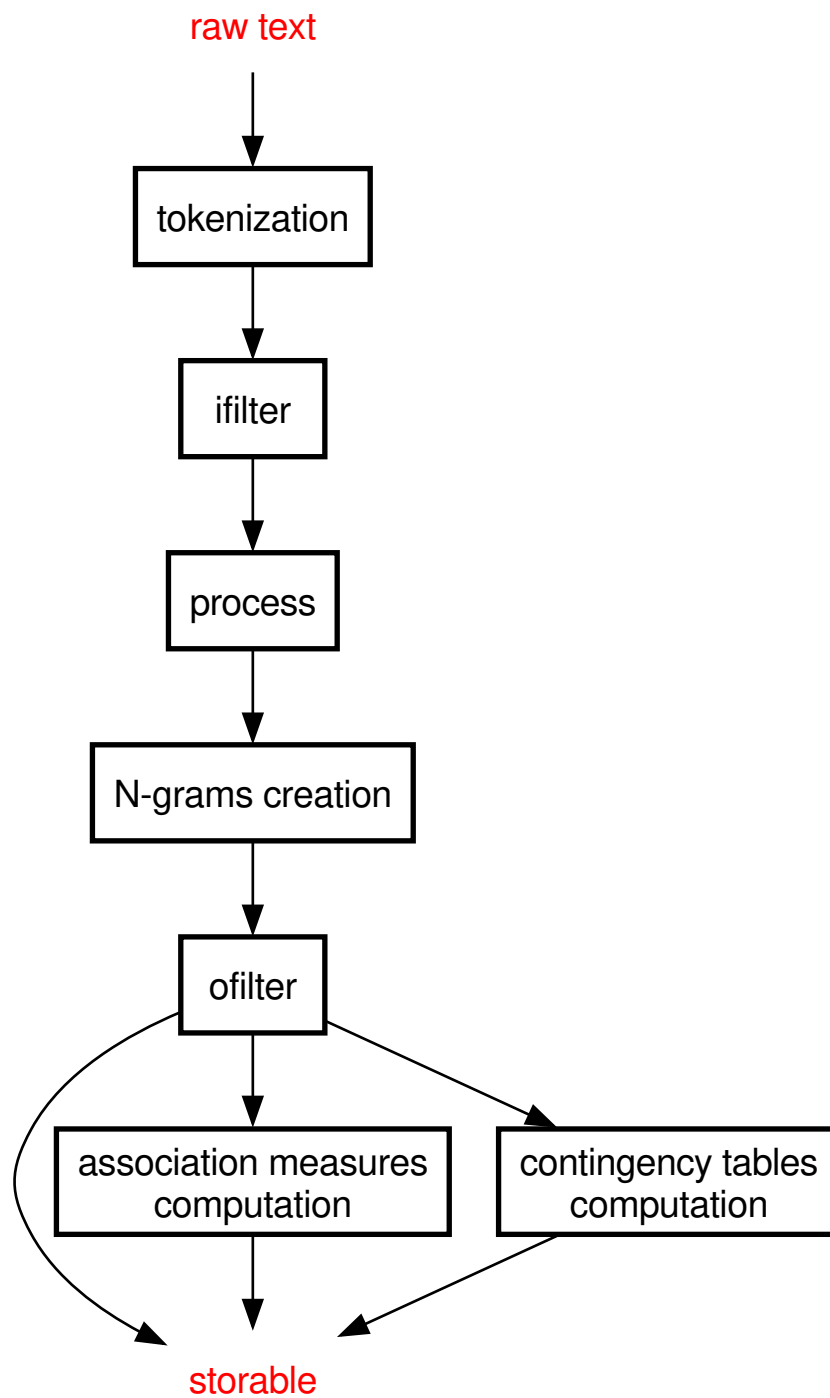 raw text
tokenization
ifilter
process
N-grams creation
ofilter
association measures
computation
contingency tables
computation
storable